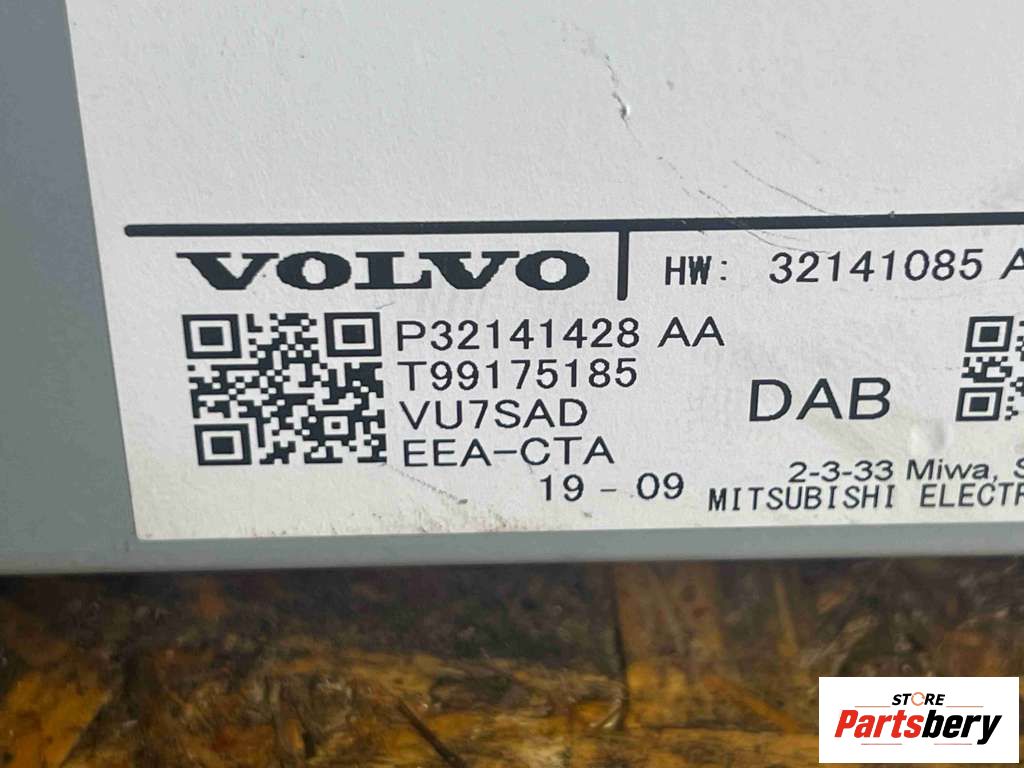 VOLVO
HW: 32141085 A
P32141428 AA
T99175185
VU7SAD
EEA-CTA
DAB
19 - 09
2-3-33 Miwa, S
MITSUBISHI ELECTR
STORE
Partsbery